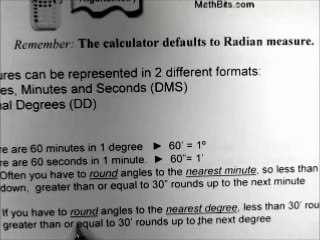 MathBits.com
Remember: The calculator defaults to Radian measure.
ures can be represented in 2 different formats:
es, Minutes and Seconds (DMS)
nal Degrees (DD)
re are 60 minutes in 1 degree ► 60' = 1º
re are 60 seconds in 1 minute. ► 60"= 1'
Often you have to round angles to the nearest minute, so less than
down, greater than or equal to 30" rounds up to the next minute
If you have to round angles to the nearest degree, less than 30' rou
greater than or equal to 30' rounds up to the next degree